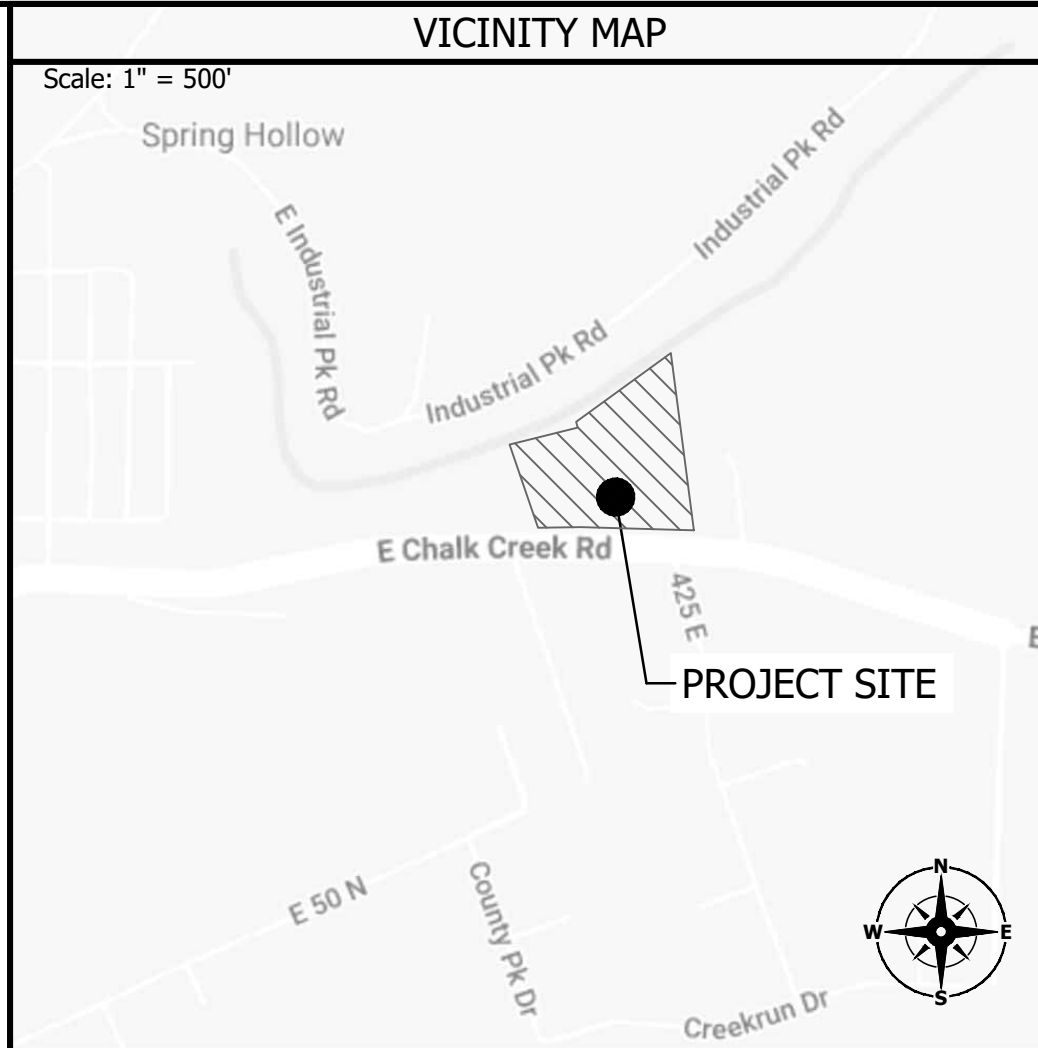 VICINITY MAP
Scale: 1" = 500'
Spring Hollow
Industrial Pk Rd
E Industrial Pk Rd
Industrial Pk Rd
E Chalk Creek Rd
425 E
E
PROJECT SITE
E 50 N
County Pk Dr
Creekrun Dr
N
W
E
S